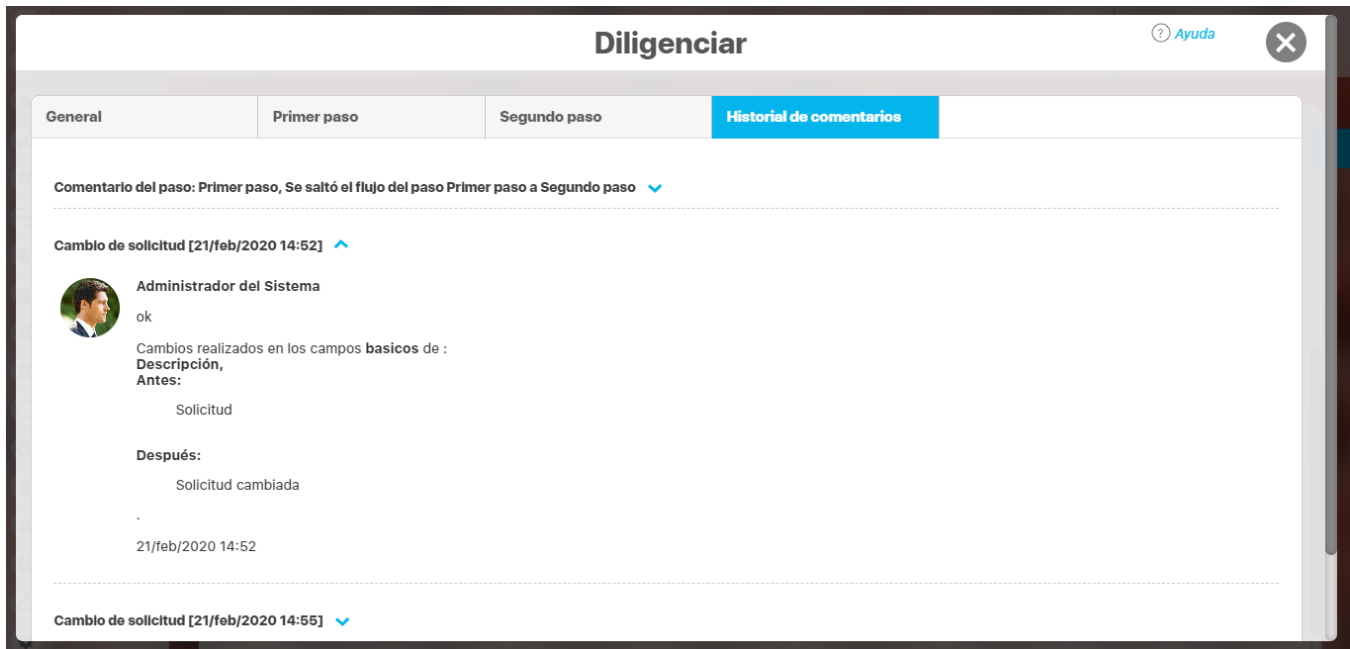 Diligenciar
? Ayuda
General
Primer paso
Segundo paso
Historial de comentarios
Comentario del paso: Primer paso, Se saltó el flujo del paso Primer paso a Segundo paso
Cambio de solicitud [21/feb/2020 14:52]
Administrador del Sistema
ok
Cambios realizados en los campos basicos de :
Descripción,
Antes:
Solicitud
Después:
Solicitud cambiada
.
21/feb/2020 14:52
Cambio de solicitud [21/feb/2020 14:55]